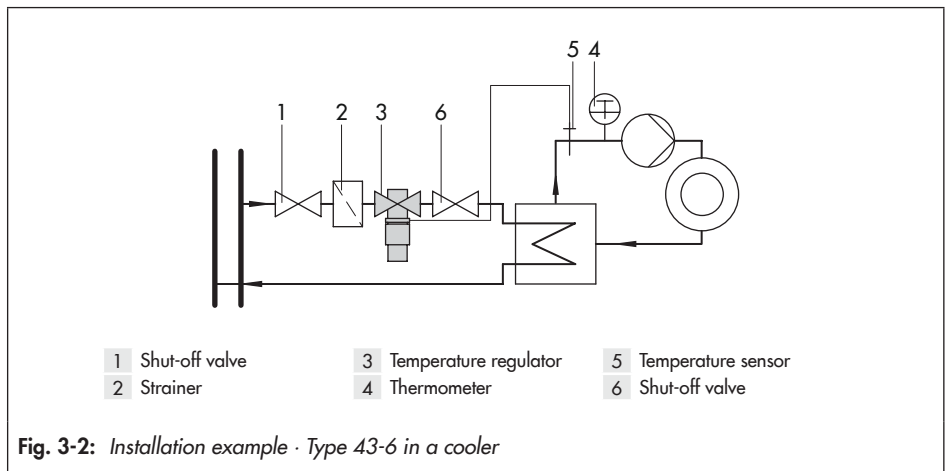 5 4
1 2 3 6
1 Shut-off valve 3 Temperature regulator 5 Temperature sensor
2 Strainer 4 Thermometer 6 Shut-off valve
Fig. 3-2: Installation example · Type 43-6 in a cooler